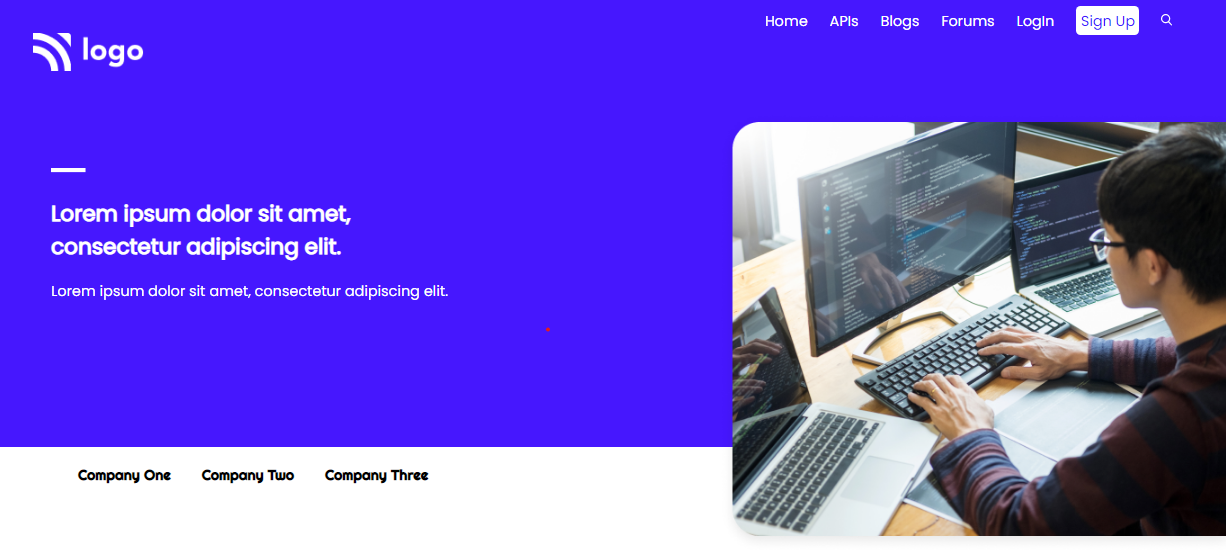 Home APIs Blogs Forums LogIn Sign Up
logo
Lorem ipsum dolor sit amet,
consectetur adipiscing elit.
Lorem ipsum dolor sit amet, consectetur adipiscing elit.
Company One Company Two Company Three